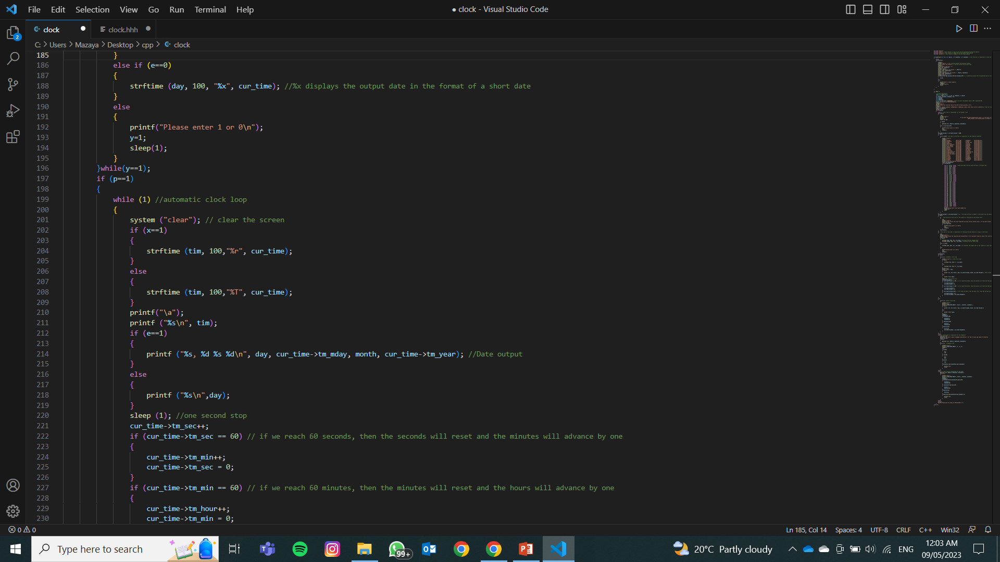 File Edit Selection View Go Run Terminal Help
● clock - Visual Studio Code
clock ●
clock.hhh ●
C: > Users > Mazaya > Desktop > cpp > clock
2
185 }
186 else if (e==0)
187 {
188 strftime (day, 100, "%x", cur_time); //%x displays the output date in the format of a short date
189 }
190 else
191 {
192 printf("Please enter 1 or 0\n");
193 y=1;
194 sleep(1);
195 }
196 }while(y==1);
197 if (p==1)
198 {
199 while (1) //automatic clock loop
200 {
201 system ("clear"); // clear the screen
202 if (x==1)
203 {
204 strftime (tim, 100,"%r", cur_time);
205 }
206 else
207 {
208 strftime (tim, 100,"%T", cur_time);
209 }
210 printf("\a");
211 printf ("%s\n", tim);
212 if (e==1)
213 {
214 printf ("%s, %d %s %d\n", day, cur_time->tm_mday, month, cur_time->tm_year); //Date output
215 }
216 else
217 {
218 printf ("%s\n",day);
219 }
220 sleep (1); //one second stop
221 cur_time->tm_sec++;
222 if (cur_time->tm_sec == 60) // if we reach 60 seconds, then the seconds will reset and the minutes will advance by one
223 {
224 cur_time->tm_min++;
225 cur_time->tm_sec = 0;
226 }
227 if (cur_time->tm_min == 60) // if we reach 60 minutes, then the minutes will reset and the hours will advance by one
228 {
229 cur_time->tm_hour++;
230 cur_time->tm_min = 0;
0 0
Ln 185, Col 14 Spaces: 4 UTF-8 CRLF C++ Win32
Type here to search
99+
20°C Partly cloudy
ENG
12:03 AM
09/05/2023